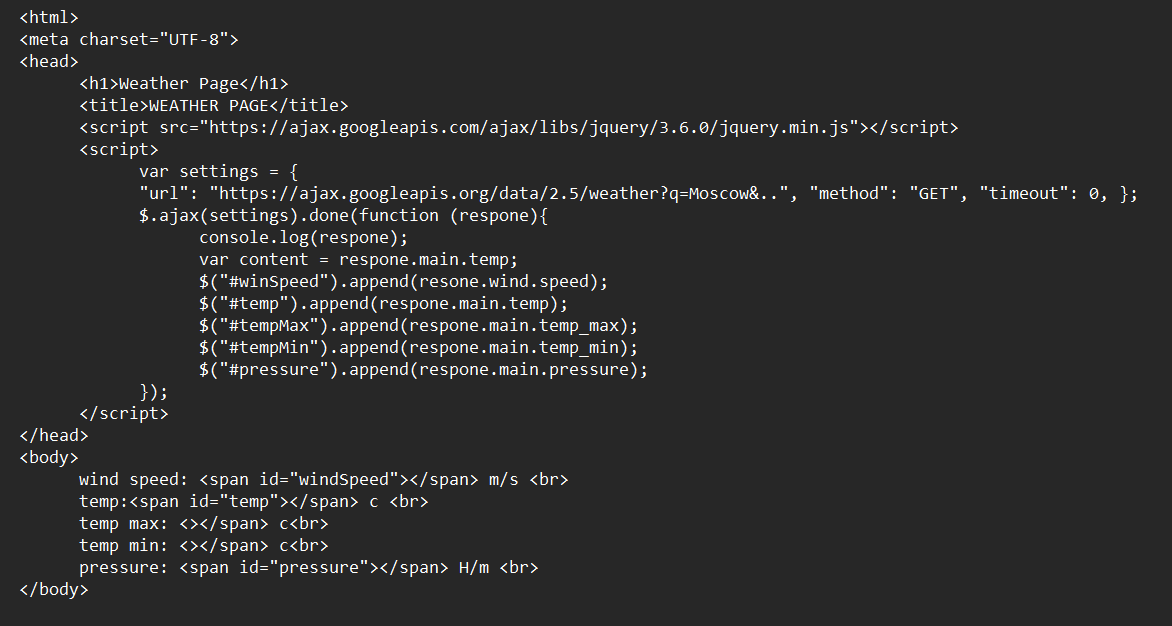 <html>
<meta charset="UTF-8">
<head>
<h1>Weather Page</h1>
<title>WEATHER PAGE</title>
<script src="https://ajax.googleapis.com/ajax/libs/jquery/3.6.0/jquery.min.js"></script>
<script>
var settings = {
"url": "https://ajax.googleapis.org/data/2.5/weather?q=Moscow&..", "method": "GET", "timeout": 0, };
$.ajax(settings).done(function (respone){
console.log(respone);
var content = respone.main.temp;
$("#winSpeed").append(resone.wind.speed);
$("#temp").append(respone.main.temp);
$("#tempMax").append(respone.main.temp_max);
$("#tempMin").append(respone.main.temp_min);
$("#pressure").append(respone.main.pressure);
});
</script>
</head>
<body>
wind speed: <span id="windSpeed"></span> m/s <br>
temp:<span id="temp"></span> c <br>
temp max: <></span> c<br>
temp min: <></span> c<br>
pressure: <span id="pressure"></span> H/m <br>
</body>